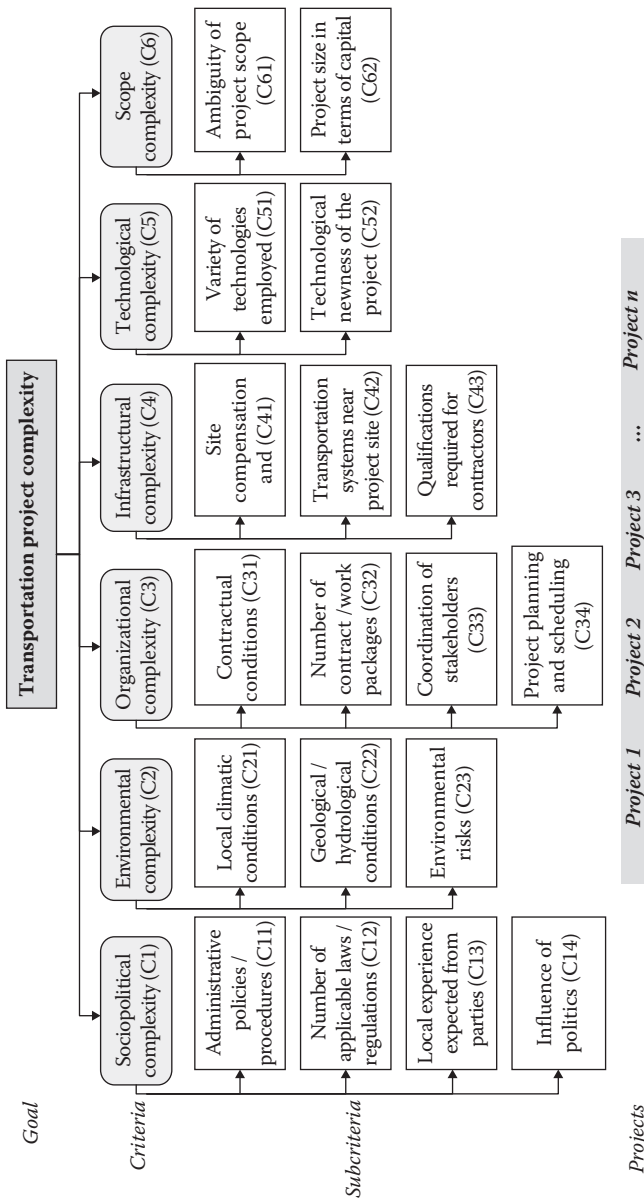 Goal
Transportation project complexity
Criteria
Sociopolitical
complexity (C1)
Environmental
complexity (C2)
Organizational
complexity (C3)
Infrastructural
complexity (C4)
Technological
complexity (C5)
Scope
complexity (C6)
Subcriteria
Administrative
policies /
procedures (C11)
Number of
applicable laws /
regulations (C12)
Local experience
expected from
parties (C13)
Influence of
politics (C14)
Local climatic
conditions (C21)
Geological /
hydrological
conditions (C22)
Environmental
risks (C23)
Contractual
conditions (C31)
Number of
contract /work
packages (C32)
Coordination of
stakeholders
(C33)
Project planning
and scheduling
(C34)
Site
compensation
and (C41)
Transportation
systems near
project site (C42)
Qualifications
required for
contractors (C43)
Variety of
technologies
employed (C51)
Technological
newness of the
project (C52)
Ambiguity of
project scope
(C61)
Project size in
terms of capital
(C62)
Projects
Project 1 Project 2 Project 3 ... Project n